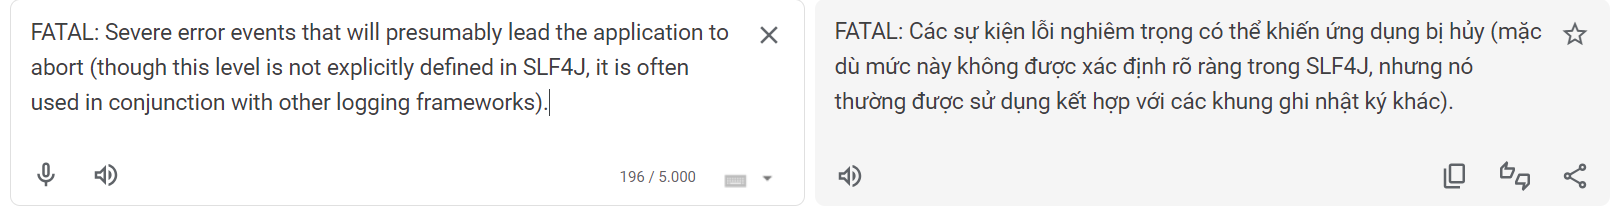 FATAL: Severe error events that will presumably lead the application to
abort (though this level is not explicitly defined in SLF4J, it is often
used in conjunction with other logging frameworks).
196 / 5.000
FATAL: Các sự kiện lỗi nghiêm trọng có thể khiến ứng dụng bị hủy (mặc
dù mức này không được xác định rõ ràng trong SLF4J, nhưng nó
thường được sử dụng kết hợp với các khung ghi nhật ký khác).